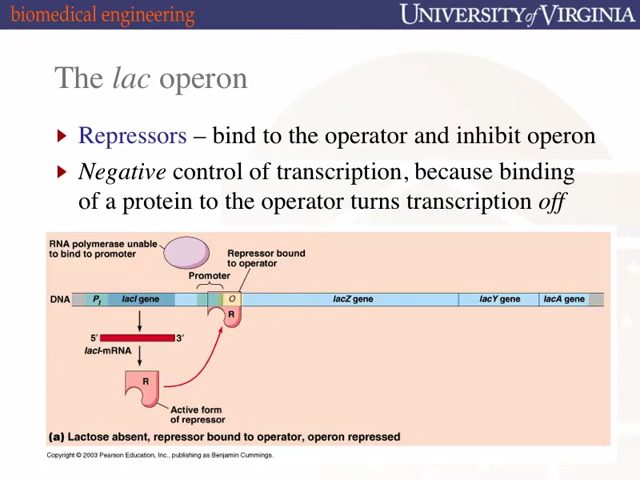 biomedical engineering
UNIVERSITY of VIRGINIA
The lac operon
Repressors – bind to the operator and inhibit operon
Negative control of transcription, because binding
of a protein to the operator turns transcription off
RNA polymerase unable
to bind to promoter
Repressor bound
to operator
Promoter
DNA
PI
lacI gene
O
lacZ gene
lacY gene
lacA gene
R
5′
3′
lacI-mRNA
R
Active form
of repressor
(a) Lactose absent, repressor bound to operator, operon repressed
Copyright © 2003 Pearson Education, Inc., publishing as Benjamin Cummings.